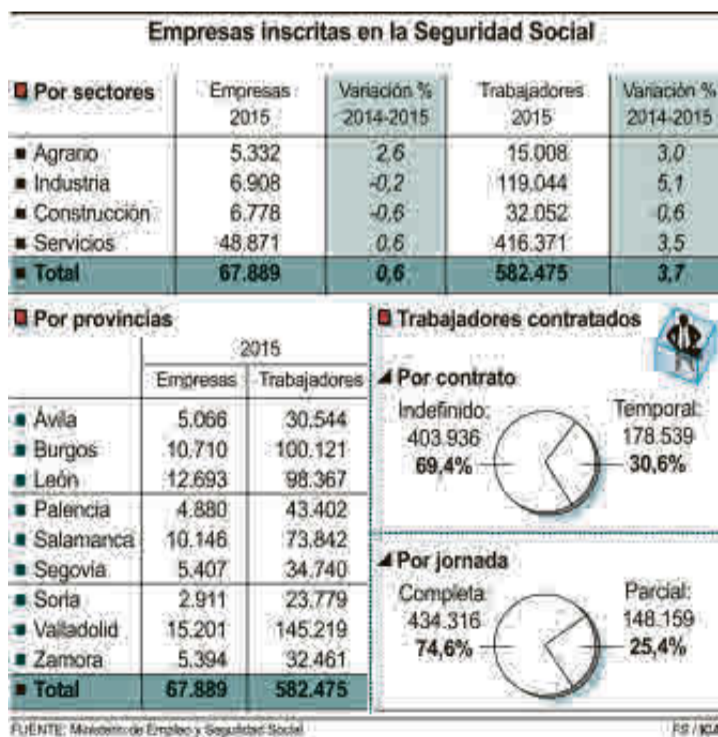 Empresas inscritas en la Seguridad Social
Por sectores Empresas 2015 Variación % 2014-2015 Trabajadores 2015 Variación % 2014-2015
Agrario 5.332 2,6 15.008 3,0
Industria 6.908 -0,2 119.044 5,1
Construcción 6.778 -0,6 32.052 0,6
Servicios 48.871 0,6 416.371 3,5
Total 67.889 0,6 582.475 3,7
Por provincias
2015
Empresas Trabajadores
Ávila 5.066 30.544
Burgos 10.710 100.121
León 12.693 98.367
Palencia 4.880 43.402
Salamanca 10.146 73.842
Segovia 5.407 34.740
Soria 2.911 23.779
Valladolid 15.201 145.219
Zamora 5.394 32.461
Total 67.889 582.475
Trabajadores contratados
Por contrato
Indefinido: 403.936 69,4%
Temporal: 178.539 30,6%
Por jornada
Completa 434.316 74,6%
Parcial: 148.159 25,4%
FUENTE: Ministerio de Empleo y Seguridad Social